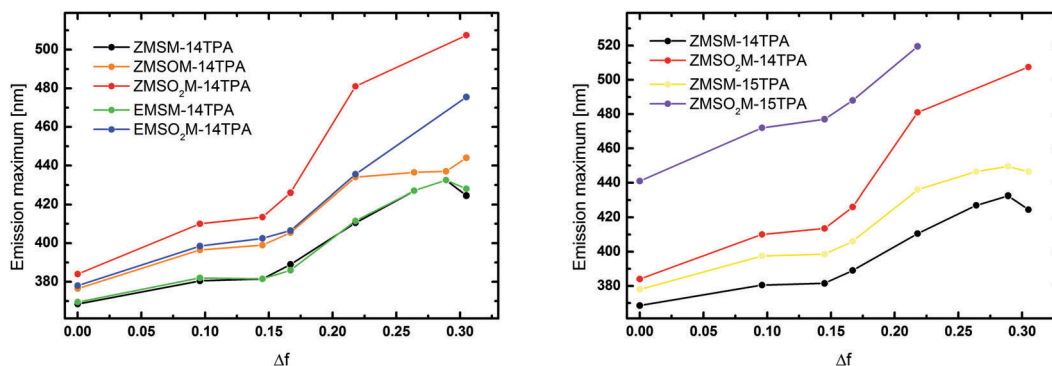 Emission maximum [nm]
500
480
460
440
420
400
380
ZMSM-14TPA
ZMSOM-14TPA
ZMSO₂M-14TPA
EMSM-14TPA
EMSO₂M-14TPA
0.00 0.05 0.10 0.15 0.20 0.25 0.30
Δf
Emission maximum [nm]
520
500
480
460
440
420
400
380
ZMSM-14TPA
ZMSO₂M-14TPA
ZMSM-15TPA
ZMSO₂M-15TPA
0.00 0.05 0.10 0.15 0.20 0.25 0.30
Δf